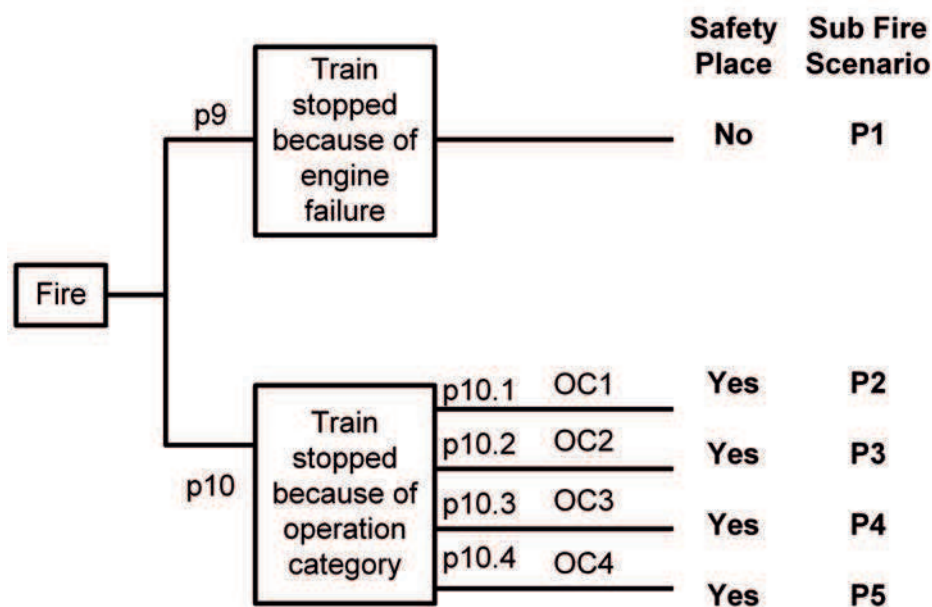 Safety Place
Sub Fire Scenario
p9
Train
stopped
because of
engine
failure
No
P1
Fire
p10
Train
stopped
because of
operation
category
p10.1 OC1
Yes
P2
p10.2 OC2
Yes
P3
p10.3 OC3
Yes
P4
p10.4 OC4
Yes
P5